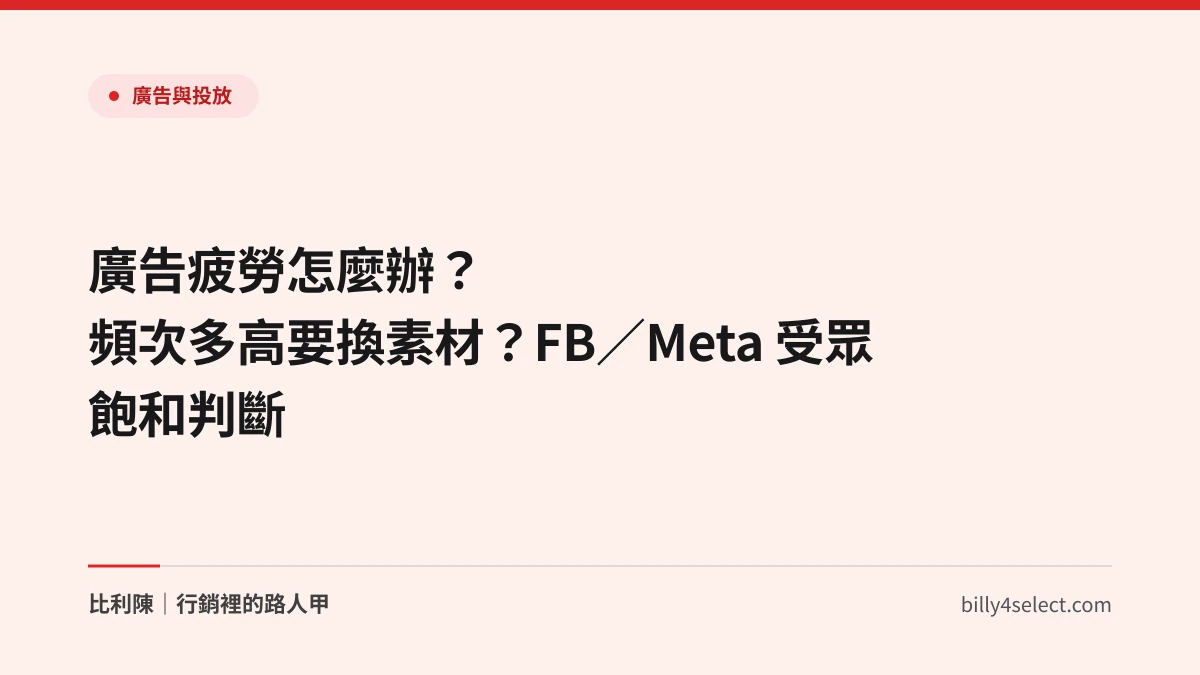 廣告與投放
廣告疲勞怎麼辦？
頻次多高要換素材？FB／Meta 受眾
飽和判斷
比利陳｜行銷裡的路人甲
billy4select.com